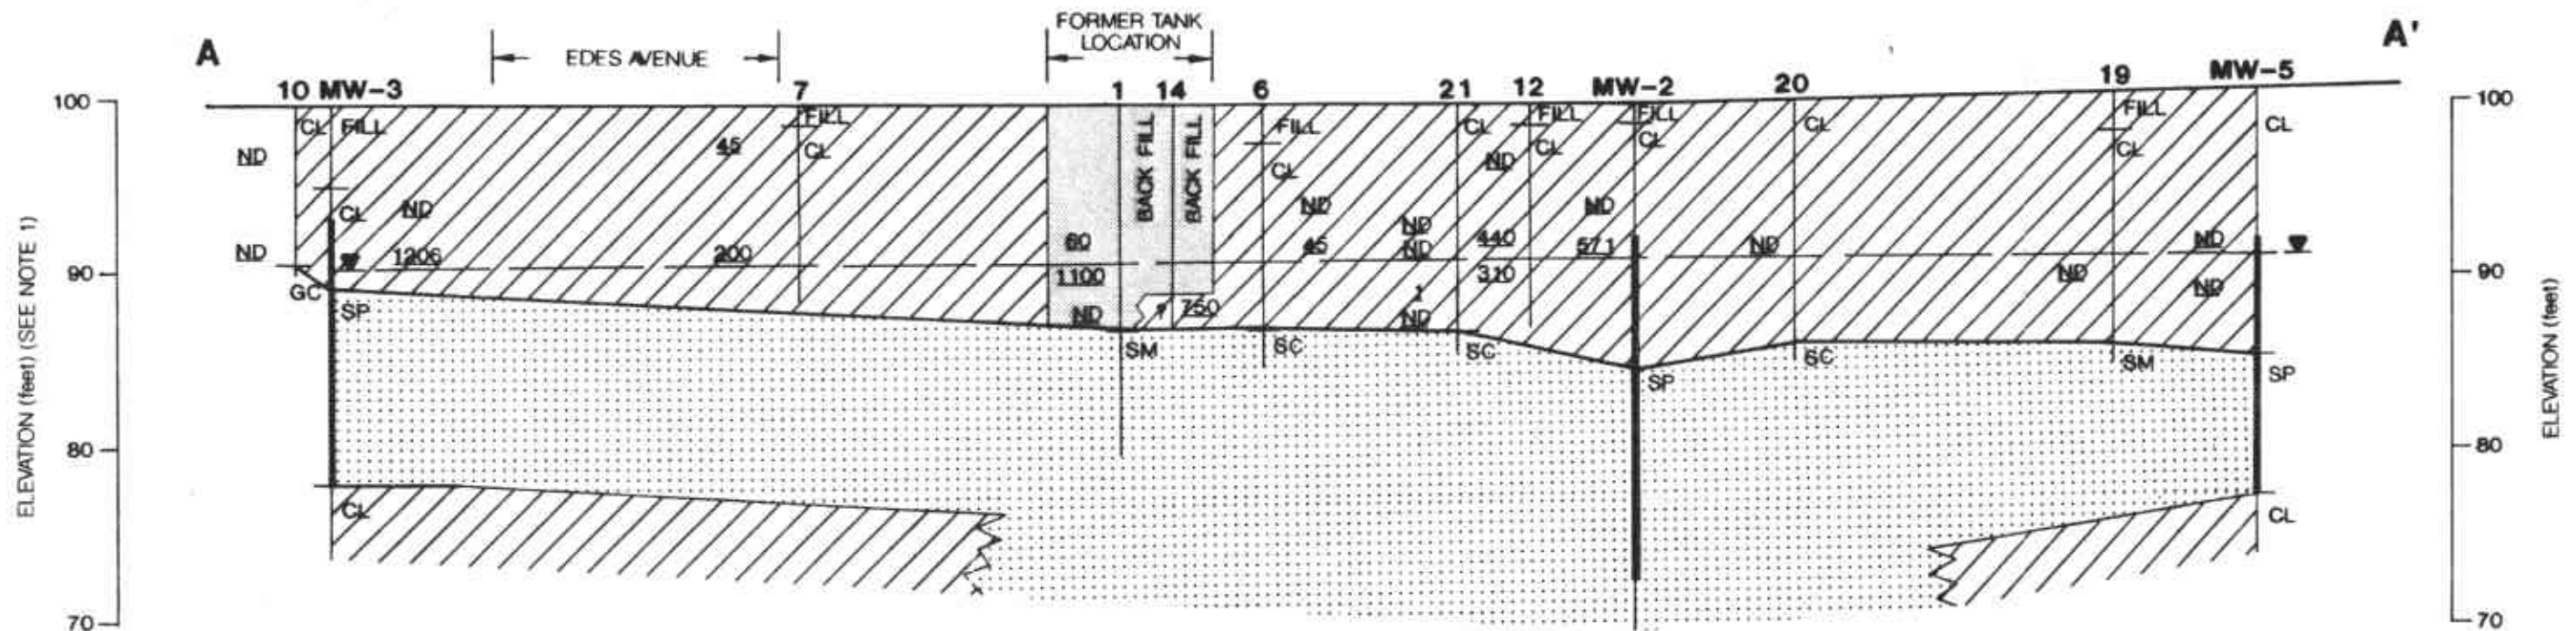 FORMER TANK
LOCATION
A
EDES AVENUE
A'
10 MW-3 7 1 14 6 21 12 MW-2 20 19 MW-5
100 100
CL FILL FILL CL FILL CL BACK FILL BACK FILL FILL CL CL FILL CL FILL CL CL FILL CL CL
ND 45 ND
CL ND ND ND ND
ND 1206 200 60 45 ND 440 571 ND ND
ND
90 1100 310 ND 90
GC SP ND ? 750 1 ND
ND
SM SC SC SP SC SM SP
80 80
CL CL
70 70
ELEVATION (feet) (SEE NOTE 1)
ELEVATION (feet)